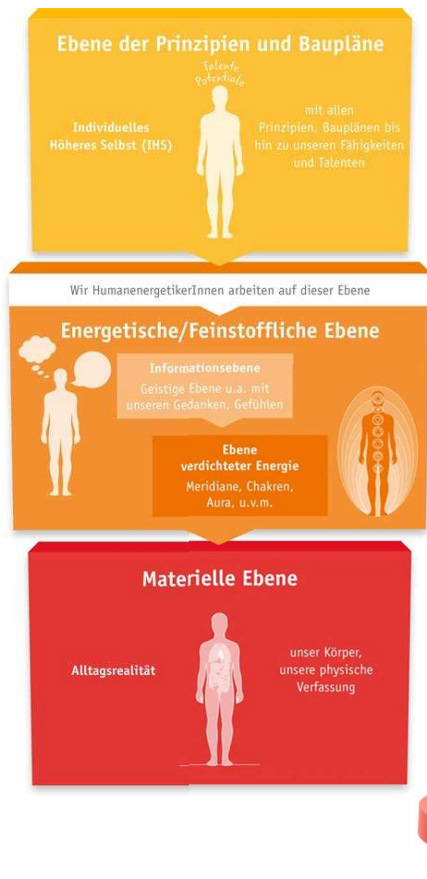 Ebene der Prinzipien und Baupläne
Talente
Potentiale
Individuelles
Höheres Selbst (IHS)
mit allen
Prinzipien, Bauplänen bis
hin zu unseren Fähigkeiten
und Talenten
Wir HumanenergetikerInnen arbeiten auf dieser Ebene
Energetische/Feinstoffliche Ebene
Informationsebene
Geistige Ebene u.a. mit
unseren Gedanken, Gefühlen
Ebene
verdichteter Energie
Meridiane, Chakren,
Aura, u.v.m.
Materielle Ebene
Alltagsrealität
unser Körper,
unsere physische
Verfassung